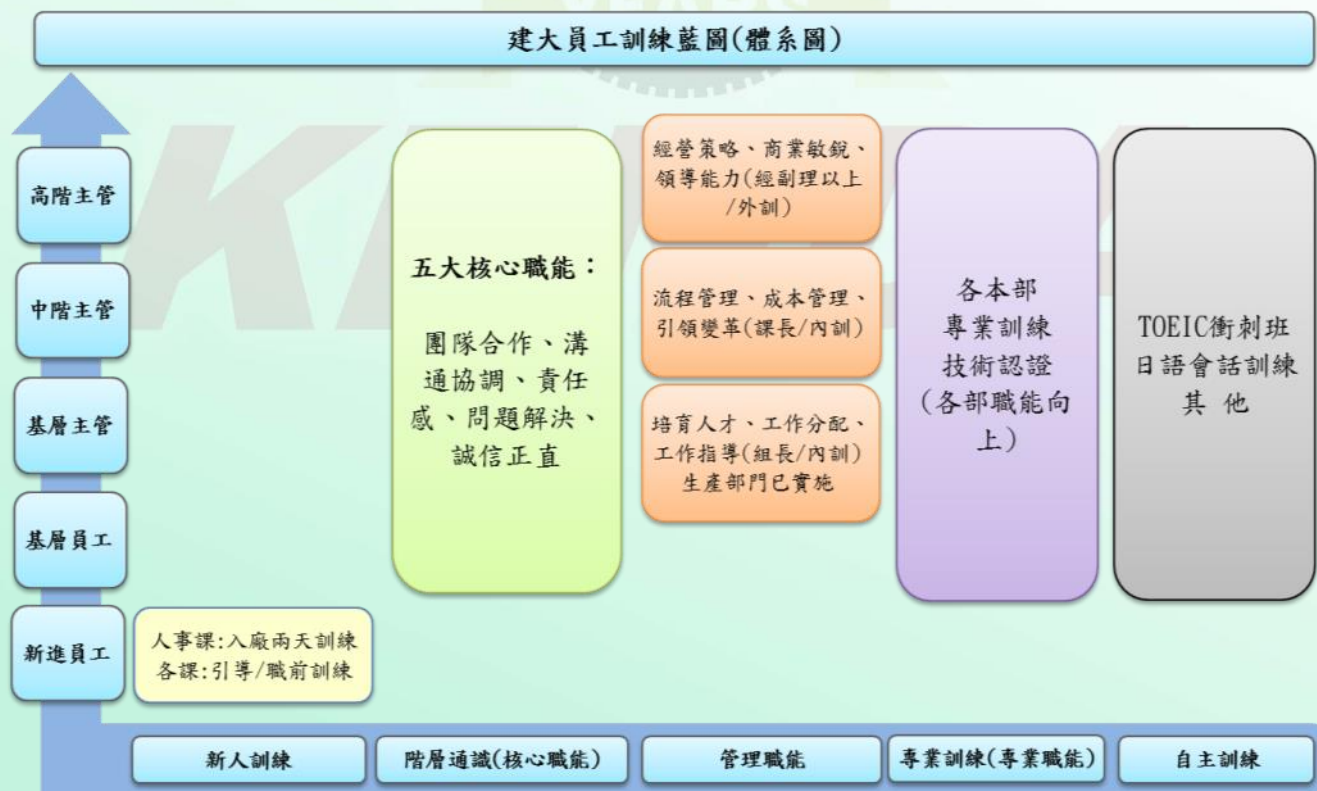 建大員工訓練藍圖(體系圖)
高階主管
中階主管
基層主管
基層員工
新進員工
人事課:入廠兩天訓練
各課:引導/職前訓練
五大核心職能：
團隊合作、溝
通協調、責任
感、問題解決、
誠信正直
經營策略、商業敏銳、
領導能力(經副理以上
/外訓)
流程管理、成本管理、
引領變革(課長/內訓)
培育人才、工作分配、
工作指導(組長/內訓)
生產部門已實施
各本部
專業訓練
技術認證
(各部職能向
上)
TOEIC衝刺班
日語會話訓練
其 他
新人訓練
階層通識(核心職能)
管理職能
專業訓練(專業職能)
自主訓練